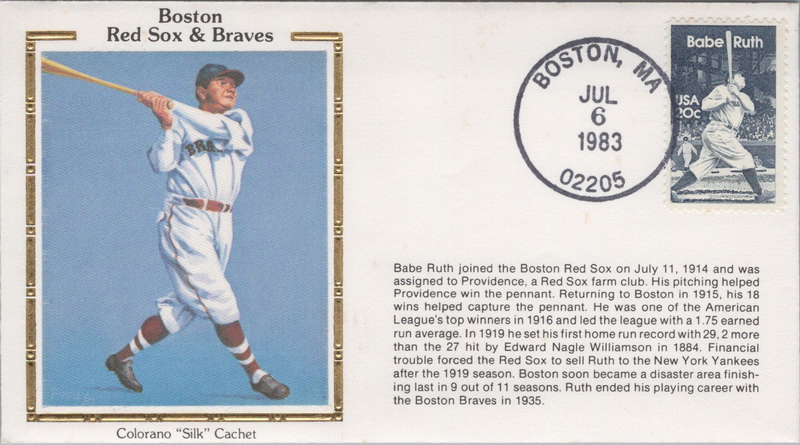 Boston
Red Sox & Braves
BRA
Colorano "Silk" Cachet
BOSTON, MA
JUL
6
1983
02205
Babe Ruth
USA
20c
Babe Ruth joined the Boston Red Sox on July 11, 1914 and was
assigned to Providence, a Red Sox farm club. His pitching helped
Providence win the pennant. Returning to Boston in 1915, his 18
wins helped capture the pennant. He was one of the American
League's top winners in 1916 and led the league with a 1.75 earned
run average. In 1919 he set his first home run record with 29, 2 more
than the 27 hit by Edward Nagle Williamson in 1884. Financial
trouble forced the Red Sox to sell Ruth to the New York Yankees
after the 1919 season. Boston soon became a disaster area finish-
ing last in 9 out of 11 seasons. Ruth ended his playing career with
the Boston Braves in 1935.